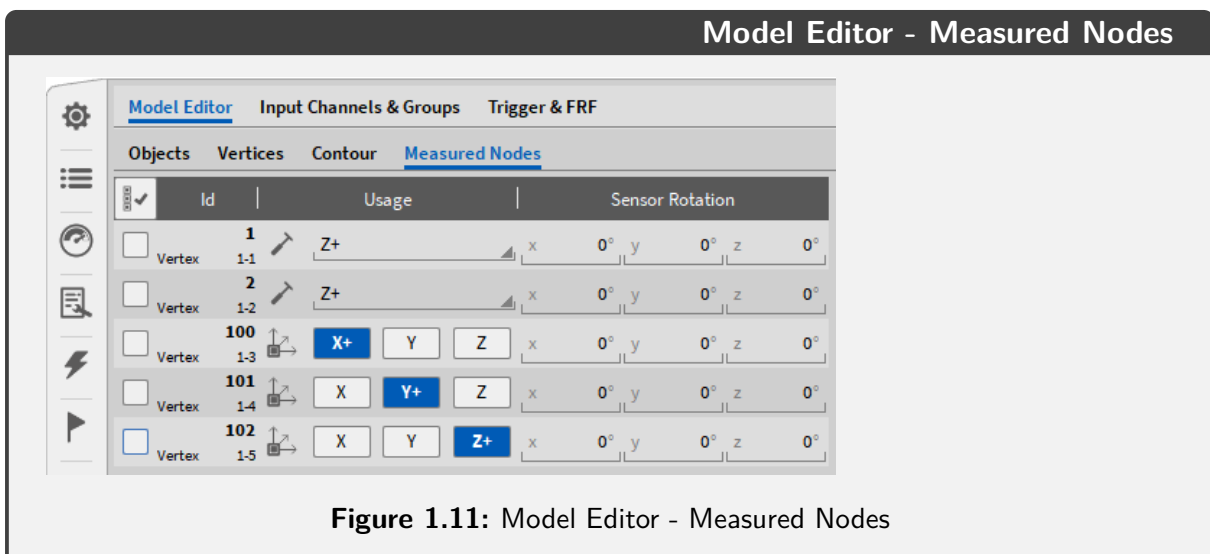 Model Editor - Measured Nodes
Model Editor Input Channels & Groups Trigger & FRF
Objects Vertices Contour Measured Nodes
Id Usage Sensor Rotation
Vertex 1 1-1 Z+ x 0° y 0° z 0°
Vertex 2 1-2 Z+ x 0° y 0° z 0°
Vertex 100 1-3 X+ Y Z x 0° y 0° z 0°
Vertex 101 1-4 X Y+ Z x 0° y 0° z 0°
Vertex 102 1-5 X Y Z+ x 0° y 0° z 0°
Figure 1.11: Model Editor - Measured Nodes